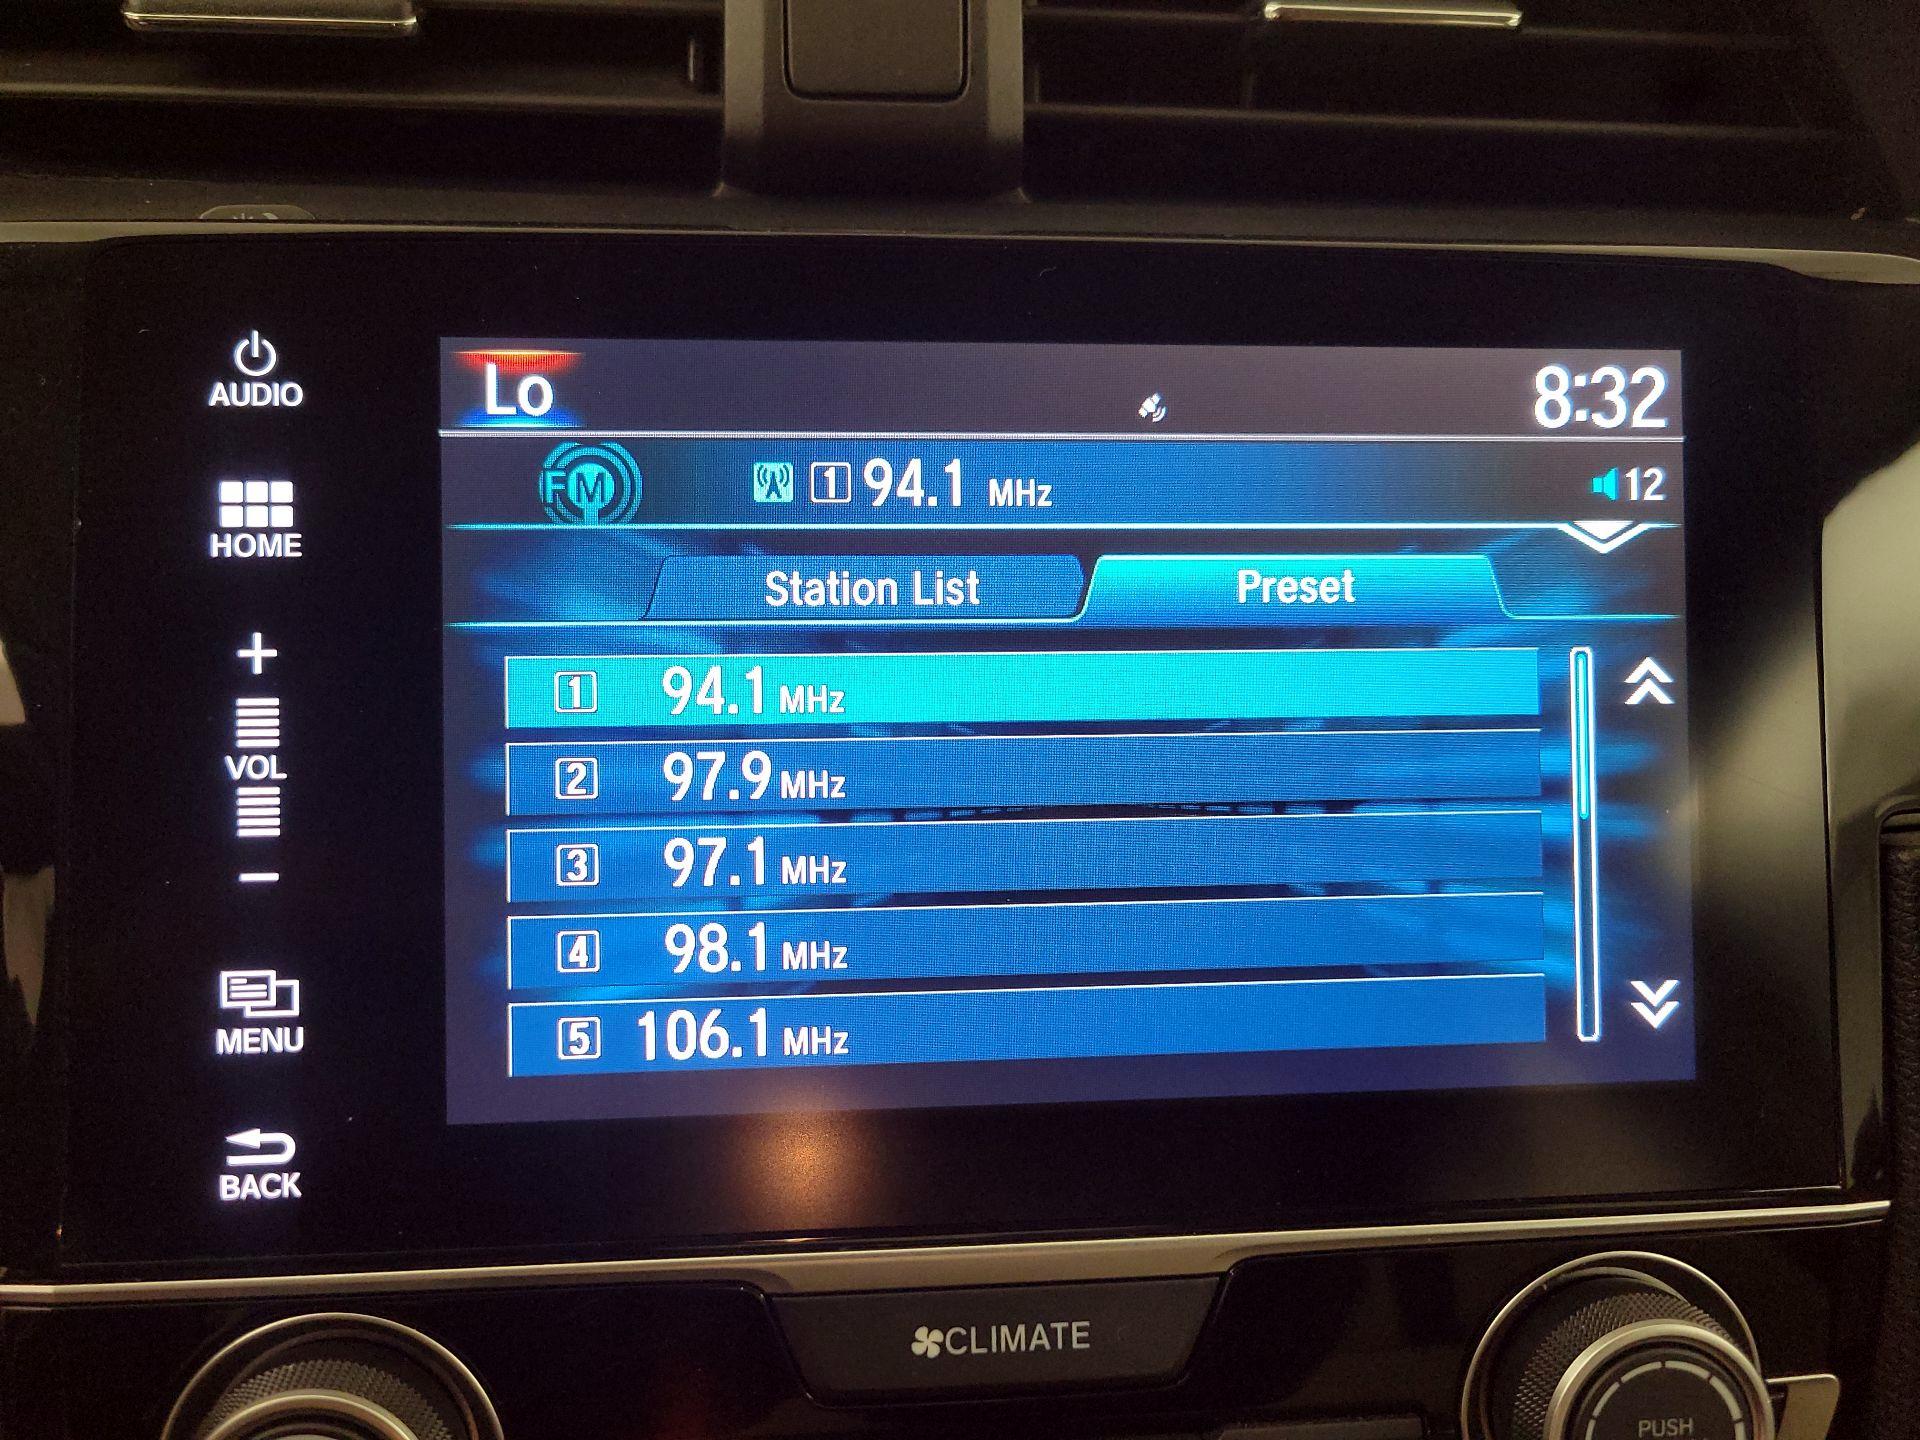 AUDIO
HOME
+
VOL
−
MENU
BACK
Lo
8:32
FM
1 94.1 MHz
12
Station List
Preset
1 94.1 MHz
2 97.9 MHz
3 97.1 MHz
4 98.1 MHz
5 106.1 MHz
CLIMATE
PUSH